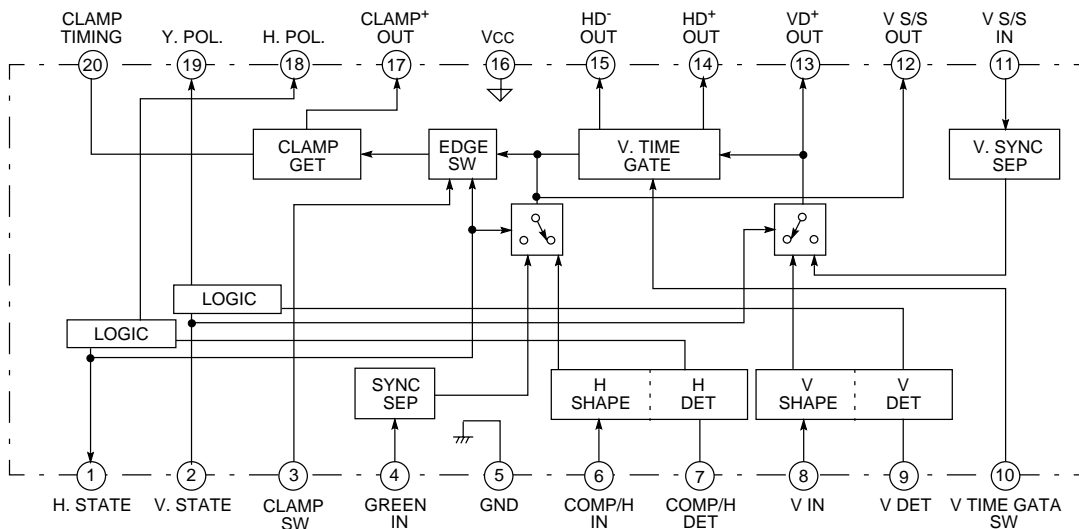 CLAMP TIMING
Y. POL.
H. POL.
CLAMP+ OUT
VCC
HD- OUT
HD+ OUT
VD+ OUT
V S/S OUT
V S/S IN
20
19
18
17
16
15
14
13
12
11
CLAMP GET
EDGE SW
V. TIME GATE
V. SYNC SEP
LOGIC
LOGIC
SYNC SEP
H SHAPE
H DET
V SHAPE
V DET
1
2
3
4
5
6
7
8
9
10
H. STATE
V. STATE
CLAMP SW
GREEN IN
GND
COMP/H IN
COMP/H DET
V IN
V DET
V TIME GATA SW